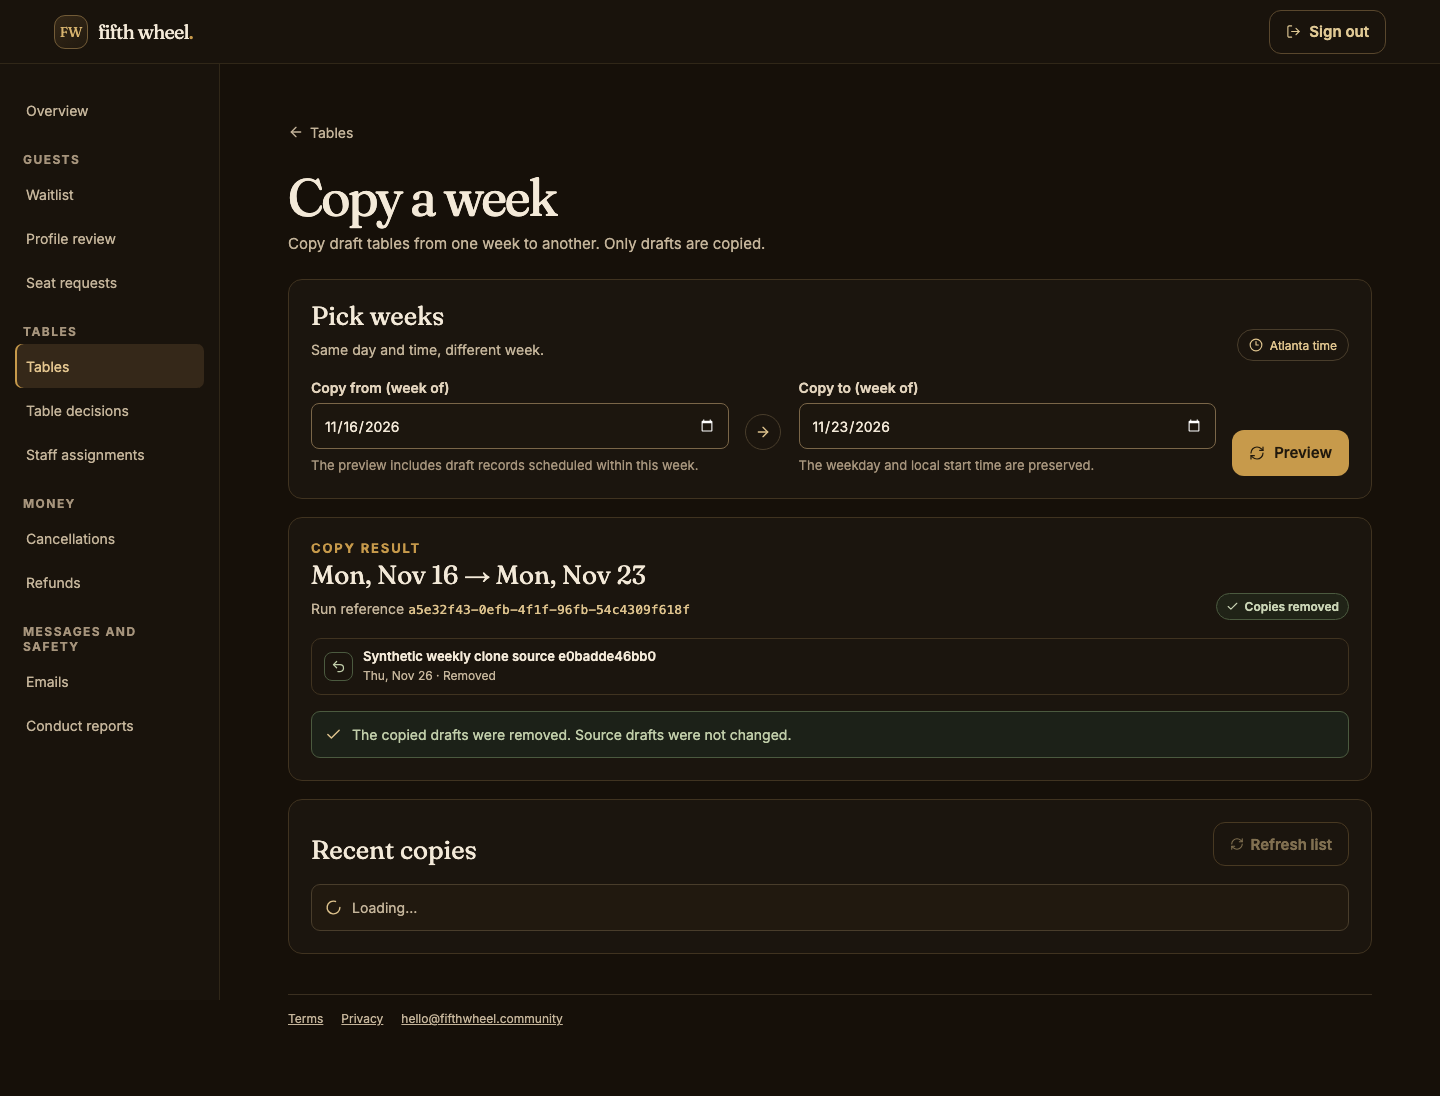 FW fifth wheel.
Sign out
Overview
GUESTS
Waitlist
Profile review
Seat requests
TABLES
Tables
Table decisions
Staff assignments
MONEY
Cancellations
Refunds
MESSAGES AND
SAFETY
Emails
Conduct reports
Tables
Copy a week
Copy draft tables from one week to another. Only drafts are copied.
Pick weeks
Same day and time, different week.
Atlanta time
Copy from (week of)
11/16/2026
The preview includes draft records scheduled within this week.
Copy to (week of)
11/23/2026
The weekday and local start time are preserved.
Preview
COPY RESULT
Mon, Nov 16 → Mon, Nov 23
Run reference a5e32f43-0efb-4f1f-96fb-54c4309f618f
Copies removed
Synthetic weekly clone source e0badde46bb0
Thu, Nov 26 · Removed
The copied drafts were removed. Source drafts were not changed.
Recent copies
Refresh list
Loading...
Terms Privacy hello@fifthwheel.community